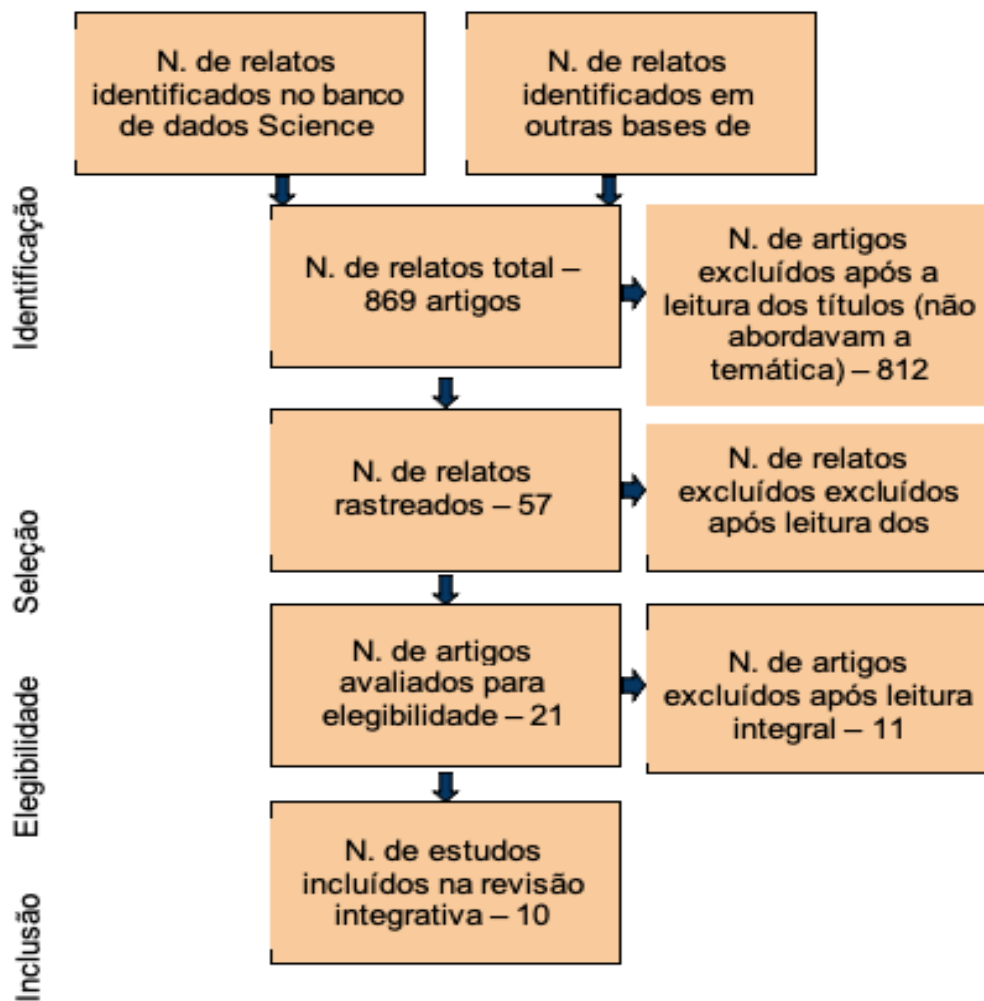 N. de relatos
identificados no banco
de dados Science
N. de relatos
identificados em
outras bases de
Identificação
N. de relatos total –
869 artigos
N. de artigos
excluídos após a
leitura dos títulos (não
abordavam a
temática) – 812
Seleção
N. de relatos
rastreados – 57
N. de relatos
excluídos excluídos
após leitura dos
Elegibilidade
N. de artigos
avaliados para
elegibilidade – 21
N. de artigos
excluídos após leitura
integral – 11
Inclusão
N. de estudos
incluídos na revisão
integrativa – 10